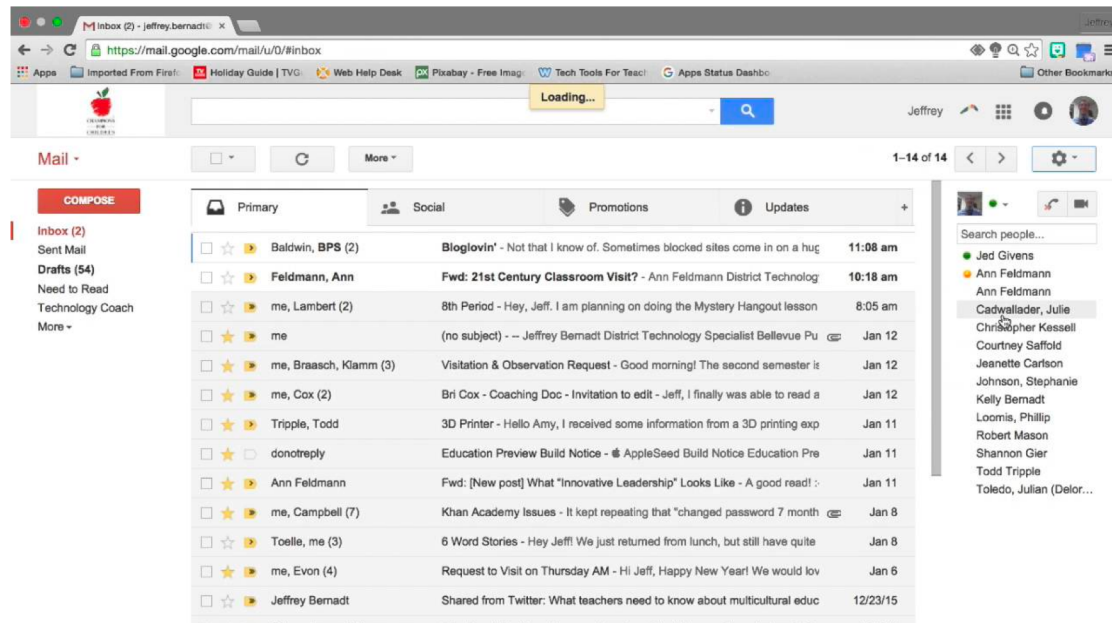 Inbox (2) - jeffrey.bernadt@
Jeffrey
https://mail.google.com/mail/u/0/#inbox
Apps Imported From Firefo Holiday Guide | TVG Web Help Desk Pixabay - Free Imag Tech Tools For Teach Apps Status Dashbo Other Bookmark
Loading...
CHAMPIONS
FOR
CHILDREN
Jeffrey
Mail
More
1–14 of 14
COMPOSE
Inbox (2)
Sent Mail
Drafts (54)
Need to Read
Technology Coach
More
Primary Social Promotions Updates +
Baldwin, BPS (2) Bloglovin' - Not that I know of. Sometimes blocked sites come in on a hug 11:08 am
Feldmann, Ann Fwd: 21st Century Classroom Visit? - Ann Feldmann District Technolog 10:18 am
me, Lambert (2) 8th Period - Hey, Jeff. I am planning on doing the Mystery Hangout lesson 8:05 am
me (no subject) - -- Jeffrey Bernadt District Technology Specialist Bellevue Pu Jan 12
me, Braasch, Klamm (3) Visitation & Observation Request - Good morning! The second semester is Jan 12
me, Cox (2) Bri Cox - Coaching Doc - Invitation to edit - Jeff, I finally was able to read a Jan 12
Tripple, Todd 3D Printer - Hello Amy, I received some information from a 3D printing exp Jan 11
donotreply Education Preview Build Notice - AppleSeed Build Notice Education Pre Jan 11
Ann Feldmann Fwd: [New post] What "Innovative Leadership" Looks Like - A good read! :- Jan 11
me, Campbell (7) Khan Academy Issues - It kept repeating that "changed password 7 month Jan 8
Toelle, me (3) 6 Word Stories - Hey Jeff! We just returned from lunch, but still have quite Jan 8
me, Evon (4) Request to Visit on Thursday AM - Hi Jeff, Happy New Year! We would lov Jan 6
Jeffrey Bernadt Shared from Twitter: What teachers need to know about multicultural educ 12/23/15
Search people...
Jed Givens
Ann Feldmann
Ann Feldmann
Cadwallader, Julie
Christopher Kessell
Courtney Saffold
Jeanette Carlson
Johnson, Stephanie
Kelly Bernadt
Loomis, Phillip
Robert Mason
Shannon Gier
Todd Tripple
Toledo, Julian (Delor...